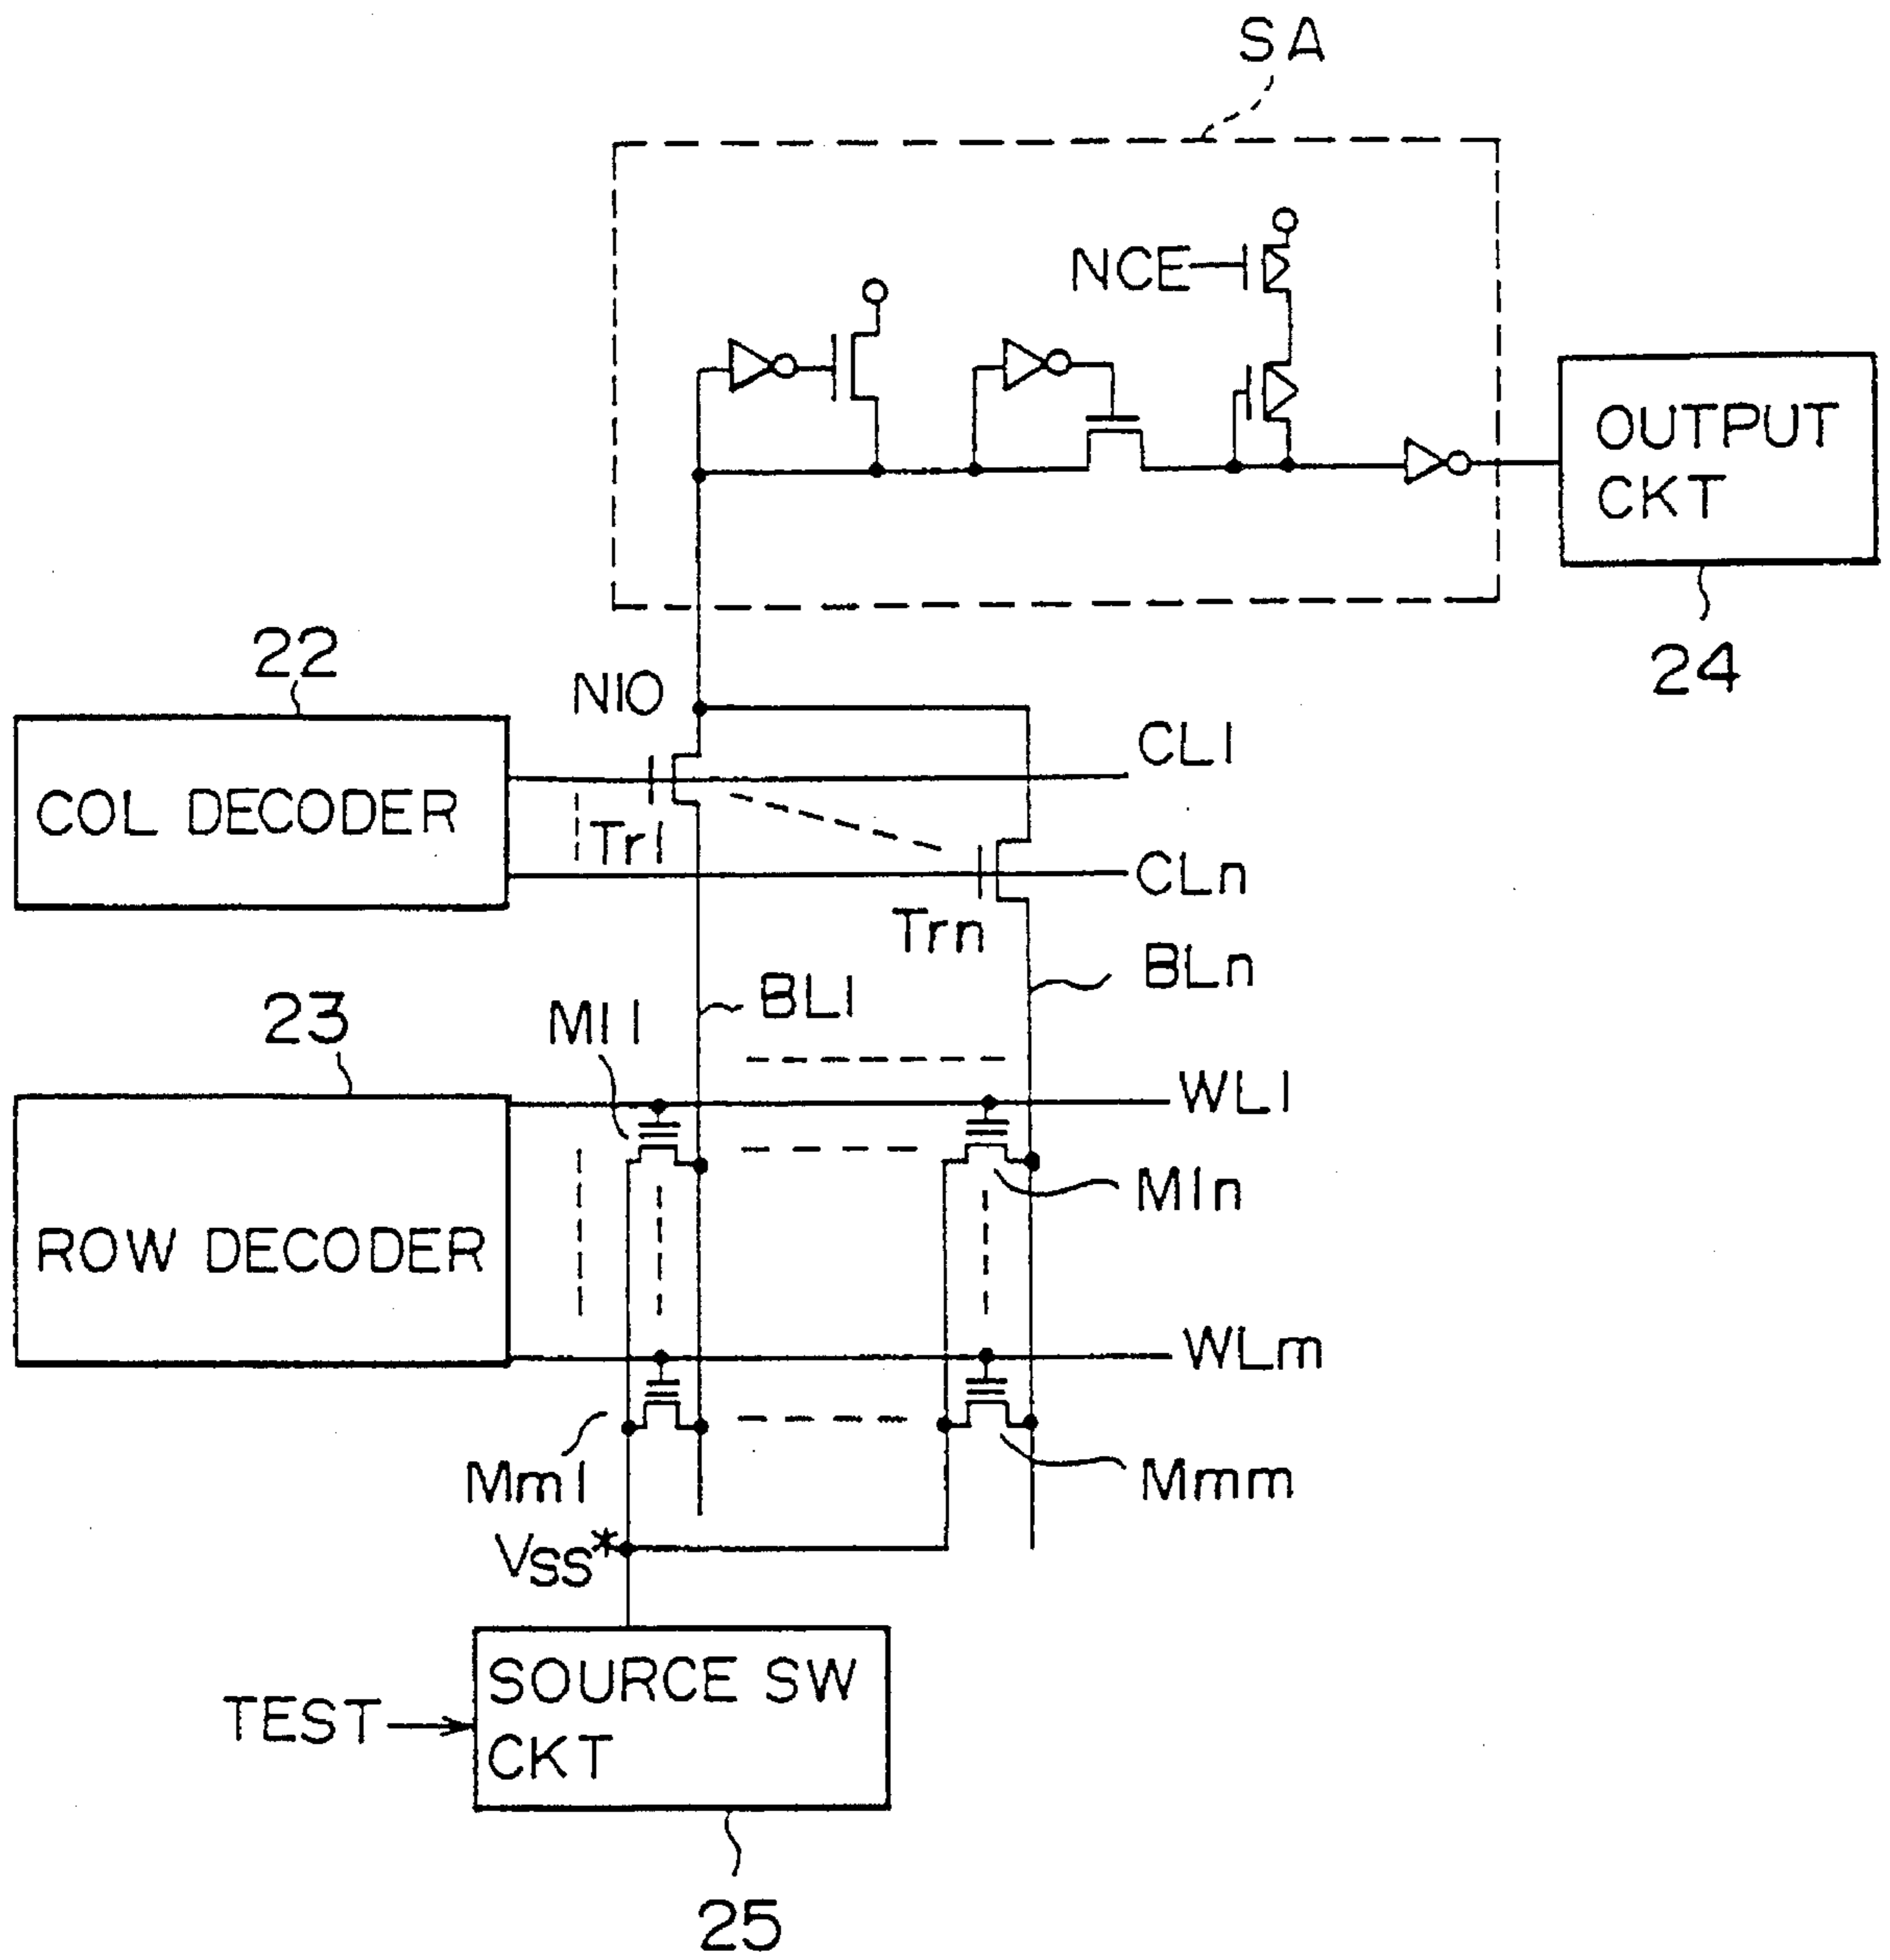 SA
NCE
OUTPUT
CKT
24
22
NIO
COL DECODER
CL1
Tr1
CLn
Trn
BLn
23
M11
BL1
WL1
M1n
ROW DECODER
WLm
Mm1
Mmm
VSS*
SOURCE SW
CKT
TEST
25